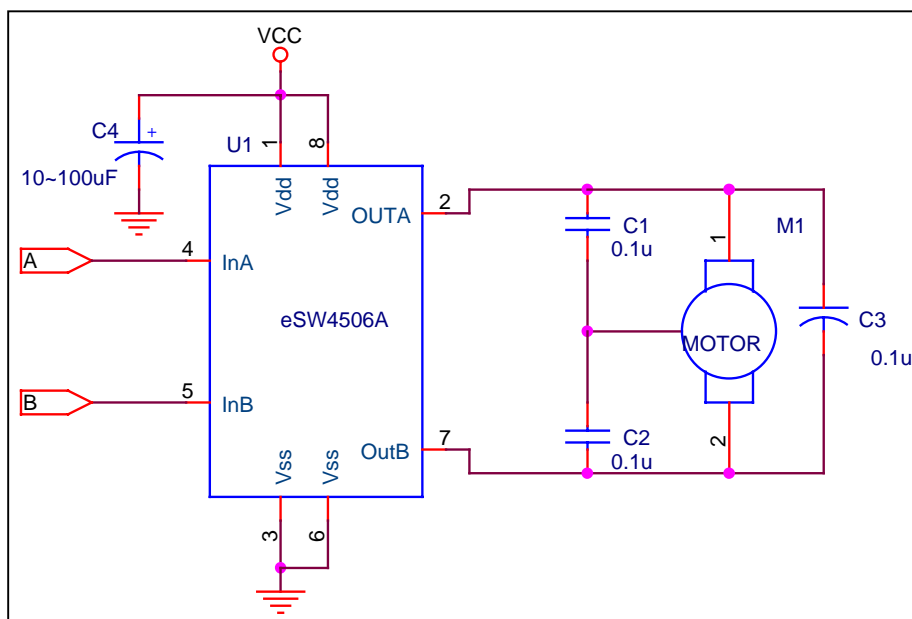 VCC
C4
+
10~100uF
U1
1
8
Vdd
Vdd
OUTA
2
A
4
InA
eSW4506A
B
5
InB
OutB
7
Vss
Vss
3
6
C1
0.1u
C2
0.1u
1
M1
MOTOR
2
C3
0.1u